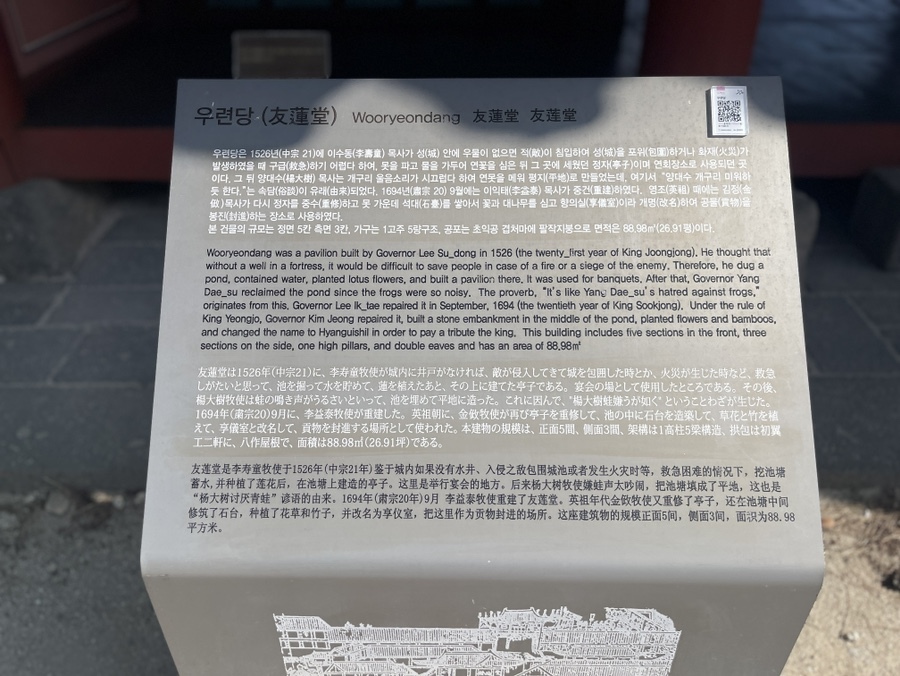 우련당 (友蓮堂) Wooryeondang 友蓮堂 友莲堂
우련당은 1526년(中宗 21)에 이수동(李壽童) 목사가 성(城) 안에 우물이 없으면 적(敵)이 침입하여 성(城)을 포위(包圍)하거나 화재(火災)가
발생하였을 때 구급(救急)하기 어렵다 하여, 못을 파고 물을 가두어 연꽃을 심은 뒤 그 곳에 세웠던 정자(亭子)이며 연회장소로 사용되던 곳
이다. 그 뒤 양대수(楊大樹) 목사는 개구리 울음소리가 시끄럽다 하여 연못을 메워 평지(平地)로 만들었는데, 여기서 “양대수 개구리 미워하
듯 한다.”는 속담(俗談)이 유래(由來)되었다. 1694년(肅宗 20) 9월에는 이익태(李益泰) 목사가 중건(重建)하였다. 영조(英祖) 때에는 김정(金
)목사가 다시 정자를 중수(重修)하고 못 가운데 석대(石臺)를 쌓아서 꽃과 대나무를 심고 향의실(享儀室)이라 개명(改名)하여 공물(貢物)을
봉진(封進)하는 장소로 사용하였다.
본 건물의 규모는 정면 5칸 측면 3칸, 가구는 1고주 5량구조, 공포는 초익공 겹처마에 팔작지붕으로 면적은 88.98㎡(26.91평)이다.
Wooryeondang was a pavilion built by Governor Lee Su_dong in 1526 (the twenty_first year of King Joongjong). He thought that
without a well in a fortress, it would be difficult to save people in case of a fire or a siege of the enemy. Therefore, he dug a
pond, contained water, planted lotus flowers, and built a pavilion there. It was used for banquets. After that, Governor Yang
Dae_su reclaimed the pond since the frogs were so noisy. The proverb, “It's like Yang Dae_su's hatred against frogs,”
originates from this. Governor Lee Ik_tae repaired it in September, 1694 (the twentieth year of King Sookjong). Under the rule of
King Yeongjo, Governor Kim Jeong repaired it, built a stone embankment in the middle of the pond, planted flowers and bamboos,
and changed the name to Hyanguishil in order to pay a tribute the king. This building includes five sections in the front, three
sections on the side, one high pillars, and double eaves and has an area of 88.98㎡
友蓮堂は1526年(中宗21)に、李寿童牧使が城内に井戸がなければ、敵が侵入してきて城を包囲した時とか、火災が生じた時など、救急
しがたいと思って、池を掘って水を貯めて、蓮を植えたあと、その上に建てた亭子である。宴会の場として使用したところである。その後、
楊大樹牧使は蛙の鳴き声がうるさいといって、池を埋めて平地に造った。これに因んで、"楊大樹蛙嫌うが如く" ということわざが生じた。
1694年(粛宗20)9月に、李益泰牧使が重建した。英祖朝に、金 牧使が再び亭子を重修して、池の中に石台を造築して、草花と竹を植
えて、亨儀室と改名して、貢物を封進する場所として使われた。本建物の規模は、正面5間、側面3間、架構は1高柱5梁構造、拱包は初翼
工二軒に、八作屋根で、面積は88.98㎡(26.91坪)である。
友莲堂是李寿童牧使于1526年(中宗21年) 鉴于城内如果没有水井、入侵之敌包围城池或者发生火灾时等，救急困难的情况下，挖池塘
蓄水，并种植了莲花后，在池塘上建造的亭子。这里是举行宴会的地方。后来杨大树牧使嫌蛙声太吵闹，把池塘填成了平地，这也是
“杨大树讨厌青蛙”谚语的由来。1694年(肃宗20年)9月 李益泰牧使重建了友莲堂。英祖年代金 牧使又重修了亭子，还在池塘中间
修筑了石台，种植了花草和竹子，并改名为享仪室，把这里作为贡物封进的场所。这座建筑物的规模正面5间，侧面3间，面积为88.98
平方米。